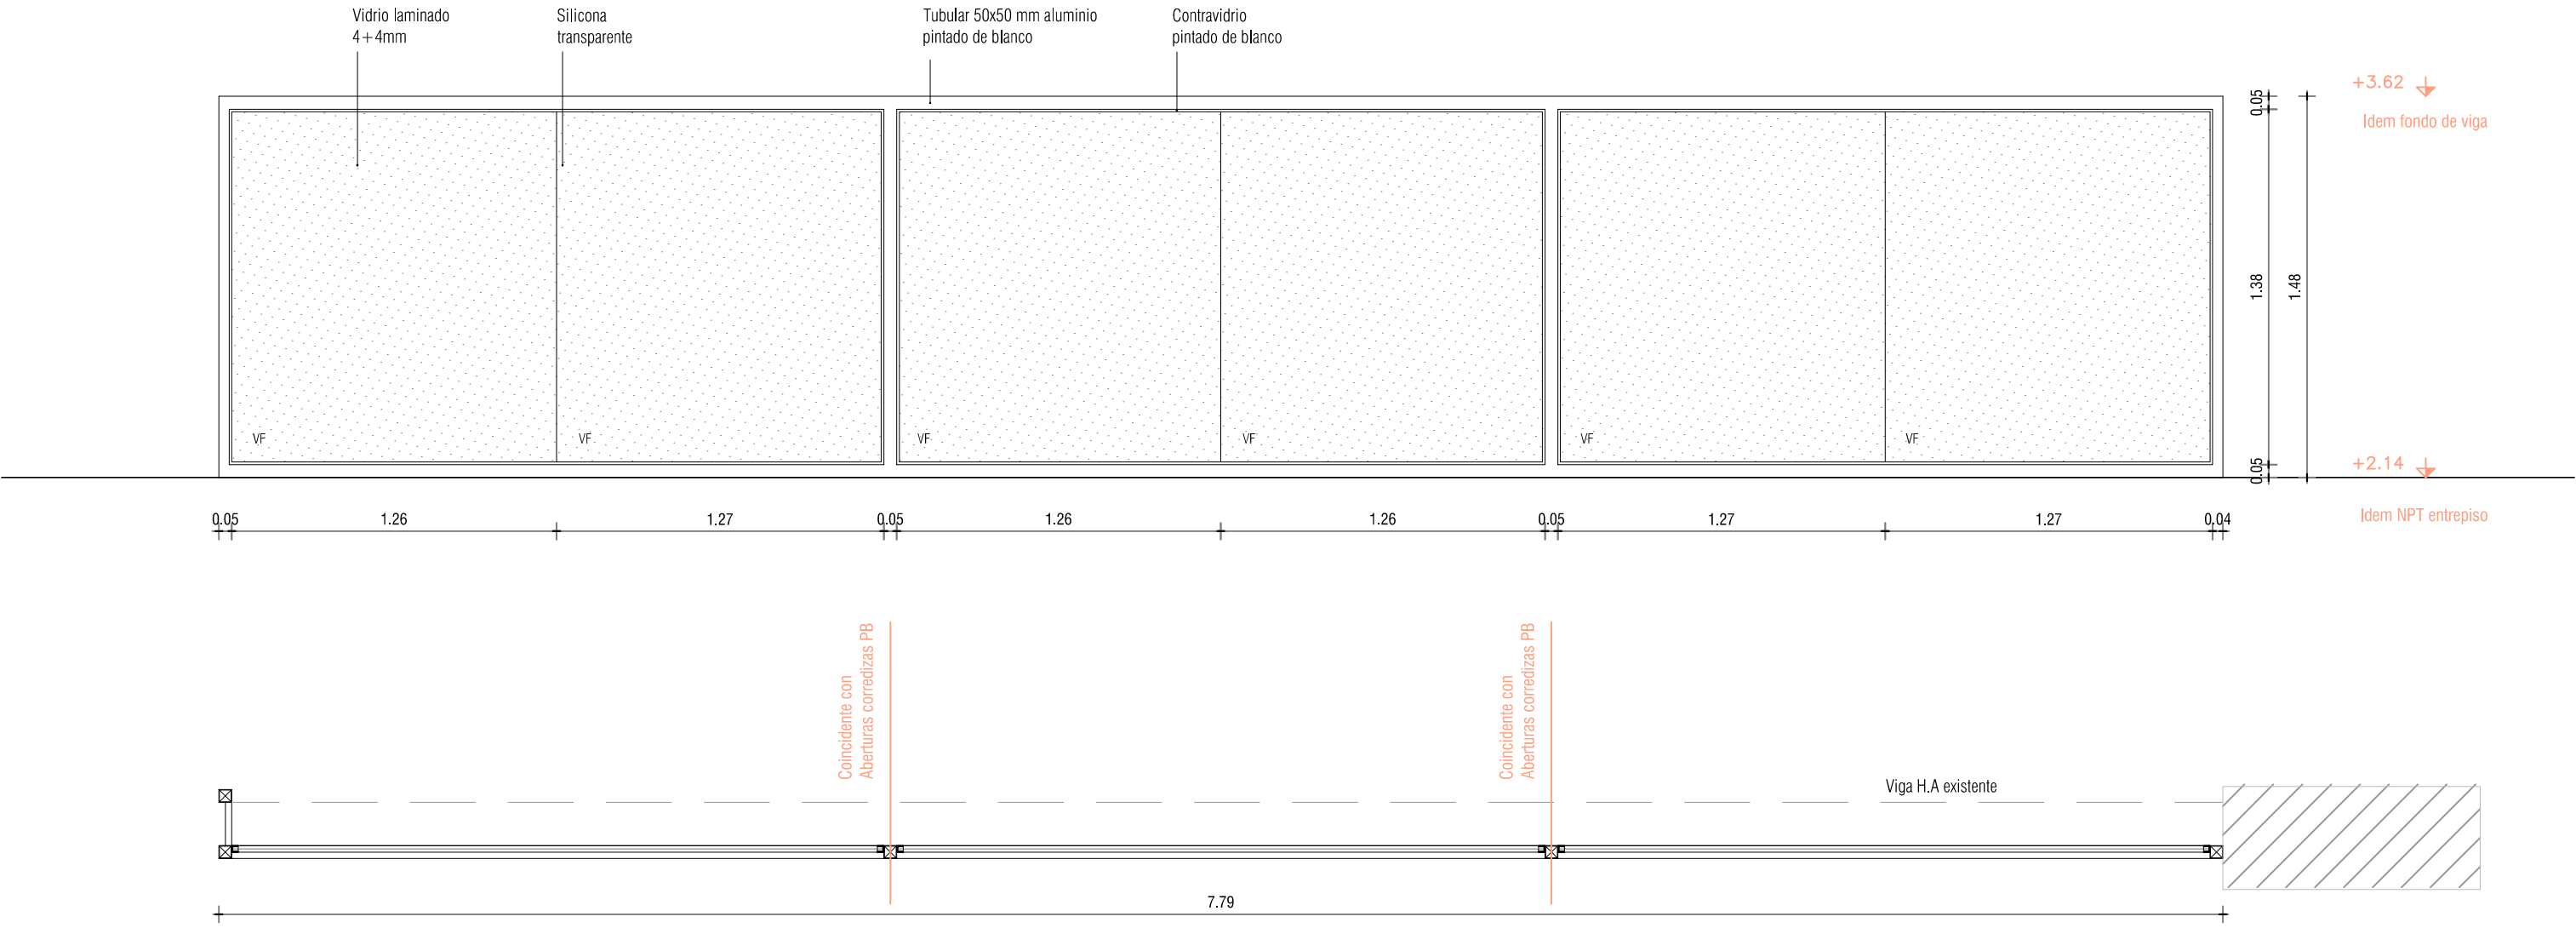 Vidrio laminado
4+4mm
Silicona
transparente
Tubular 50x50 mm aluminio
pintado de blanco
Contravidrio
pintado de blanco
+3.62
Idem fondo de viga
0.05
1.38
1.48
0.05
VF
VF
VF
VF
VF
VF
+2.14
Idem NPT entrepiso
0.05
1.26
1.27
0.05
1.26
1.26
0.05
1.27
1.27
0.04
Coincidente con
Aberturas corredizas PB
Coincidente con
Aberturas corredizas PB
Viga H.A existente
7.79